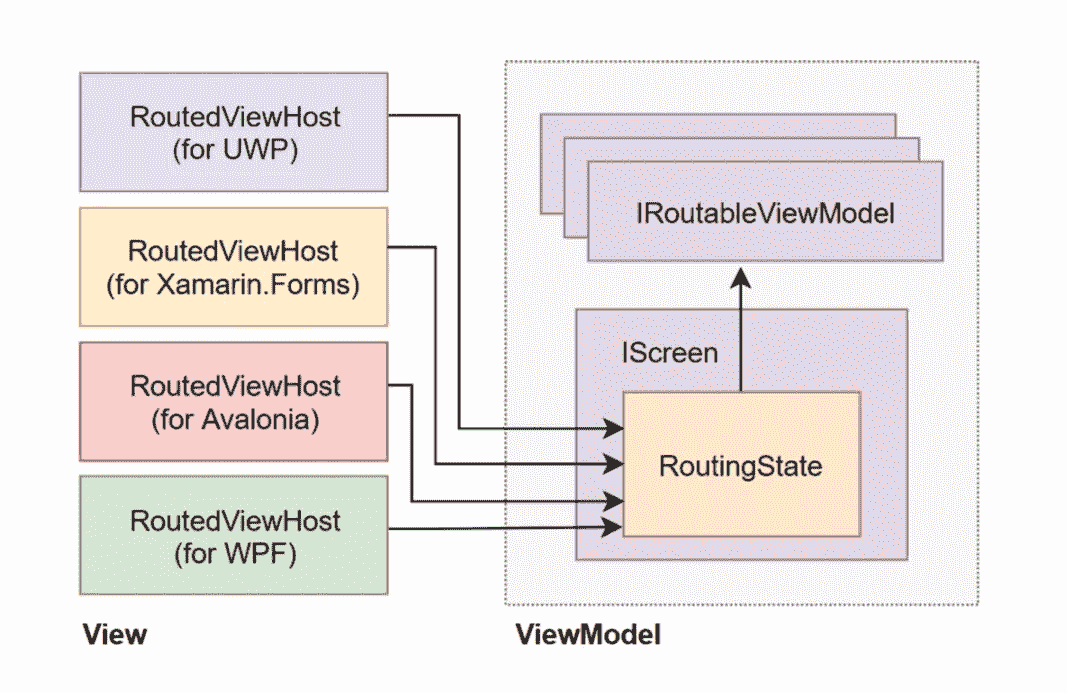 RoutedViewHost
(for UWP)
RoutedViewHost
(for Xamarin.Forms)
RoutedViewHost
(for Avalonia)
RoutedViewHost
(for WPF)
View
IRoutableViewModel
IScreen
RoutingState
ViewModel